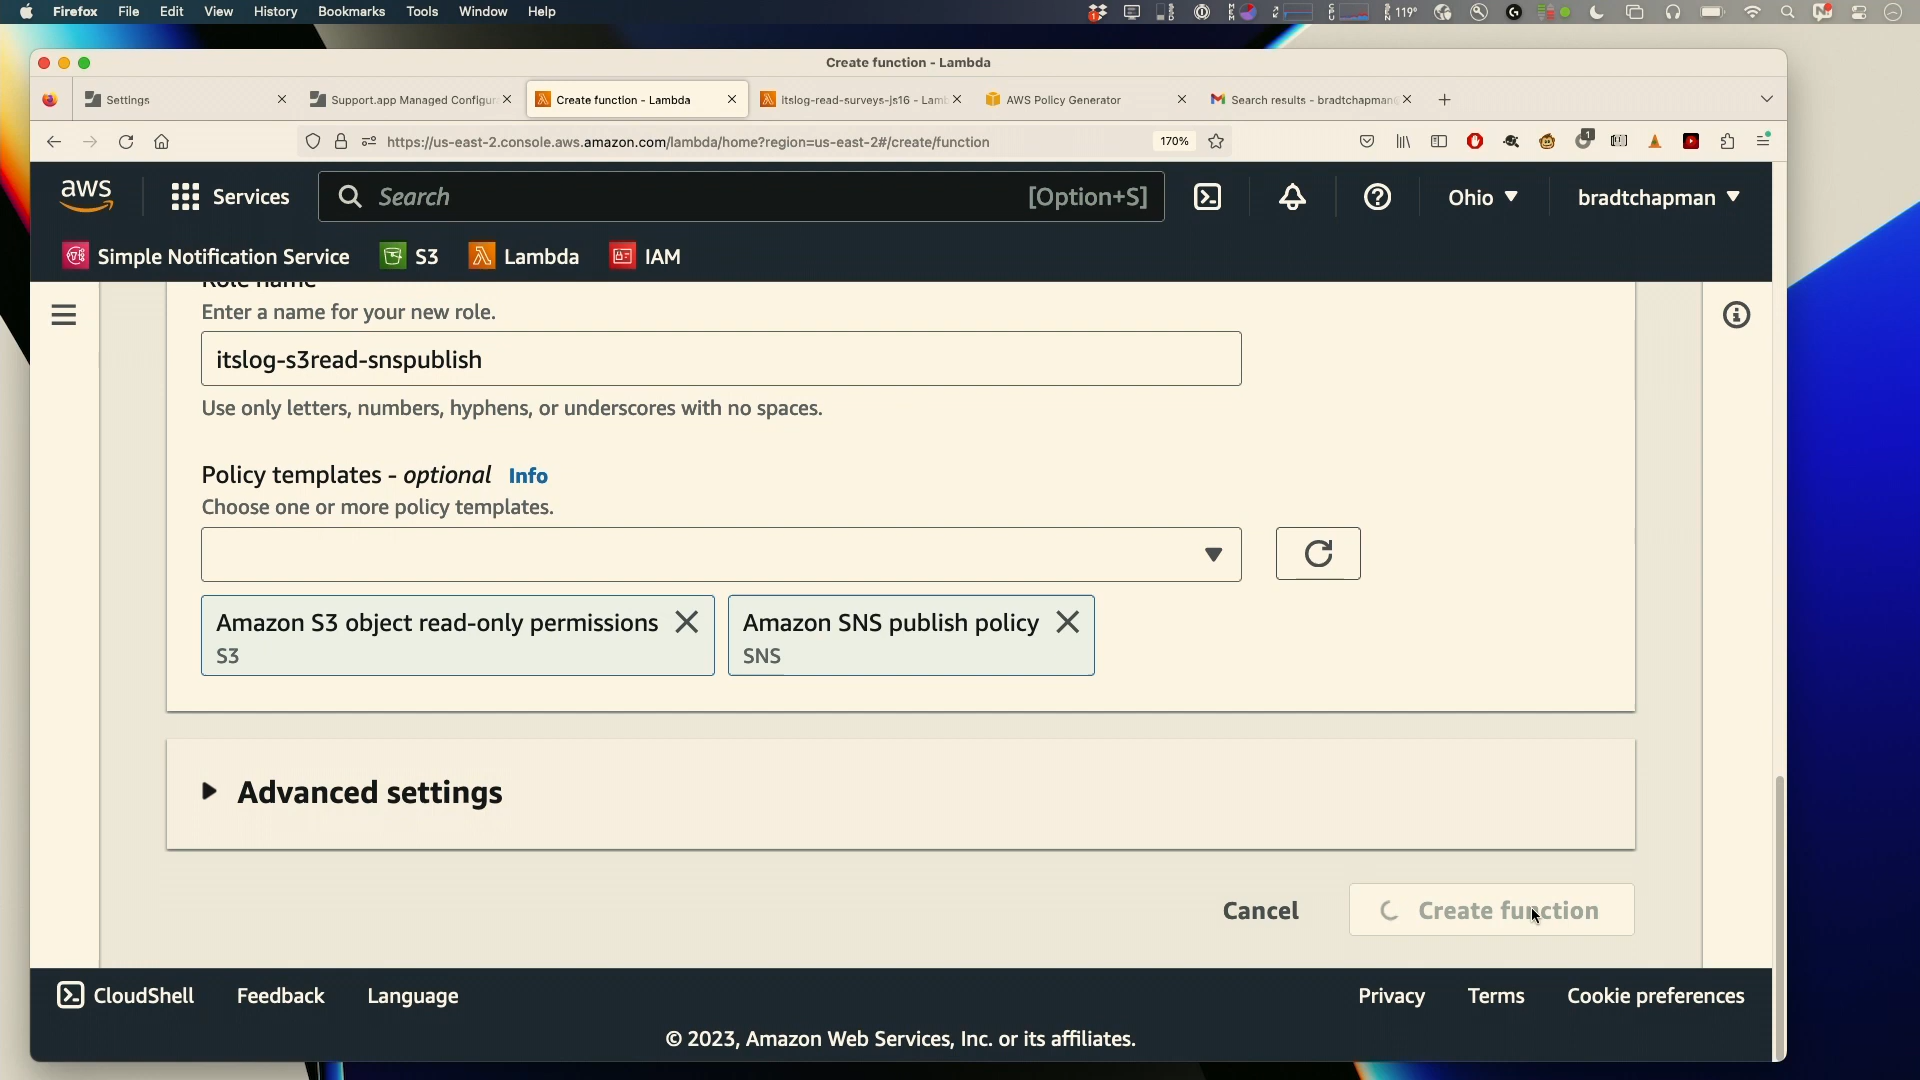 Firefox File Edit View History Bookmarks Tools Window Help
119°
Create function - Lambda
Settings
Support.app Managed Configur
Create function - Lambda
itslog-read-surveys-js16 - Lamb
AWS Policy Generator
Search results - bradtchapman
https://us-east-2.console.aws.amazon.com/lambda/home?region=us-east-2#/create/function
170%
1
aws
Services
Search
[Option+S]
Ohio
bradtchapman
Simple Notification Service
S3
Lambda
IAM
Role name
Enter a name for your new role.
itslog-s3read-snspublish
Use only letters, numbers, hyphens, or underscores with no spaces.
Policy templates - optional Info
Choose one or more policy templates.
Amazon S3 object read-only permissions
S3
Amazon SNS publish policy
SNS
Advanced settings
Cancel
Create function
CloudShell
Feedback
Language
Privacy
Terms
Cookie preferences
© 2023, Amazon Web Services, Inc. or its affiliates.